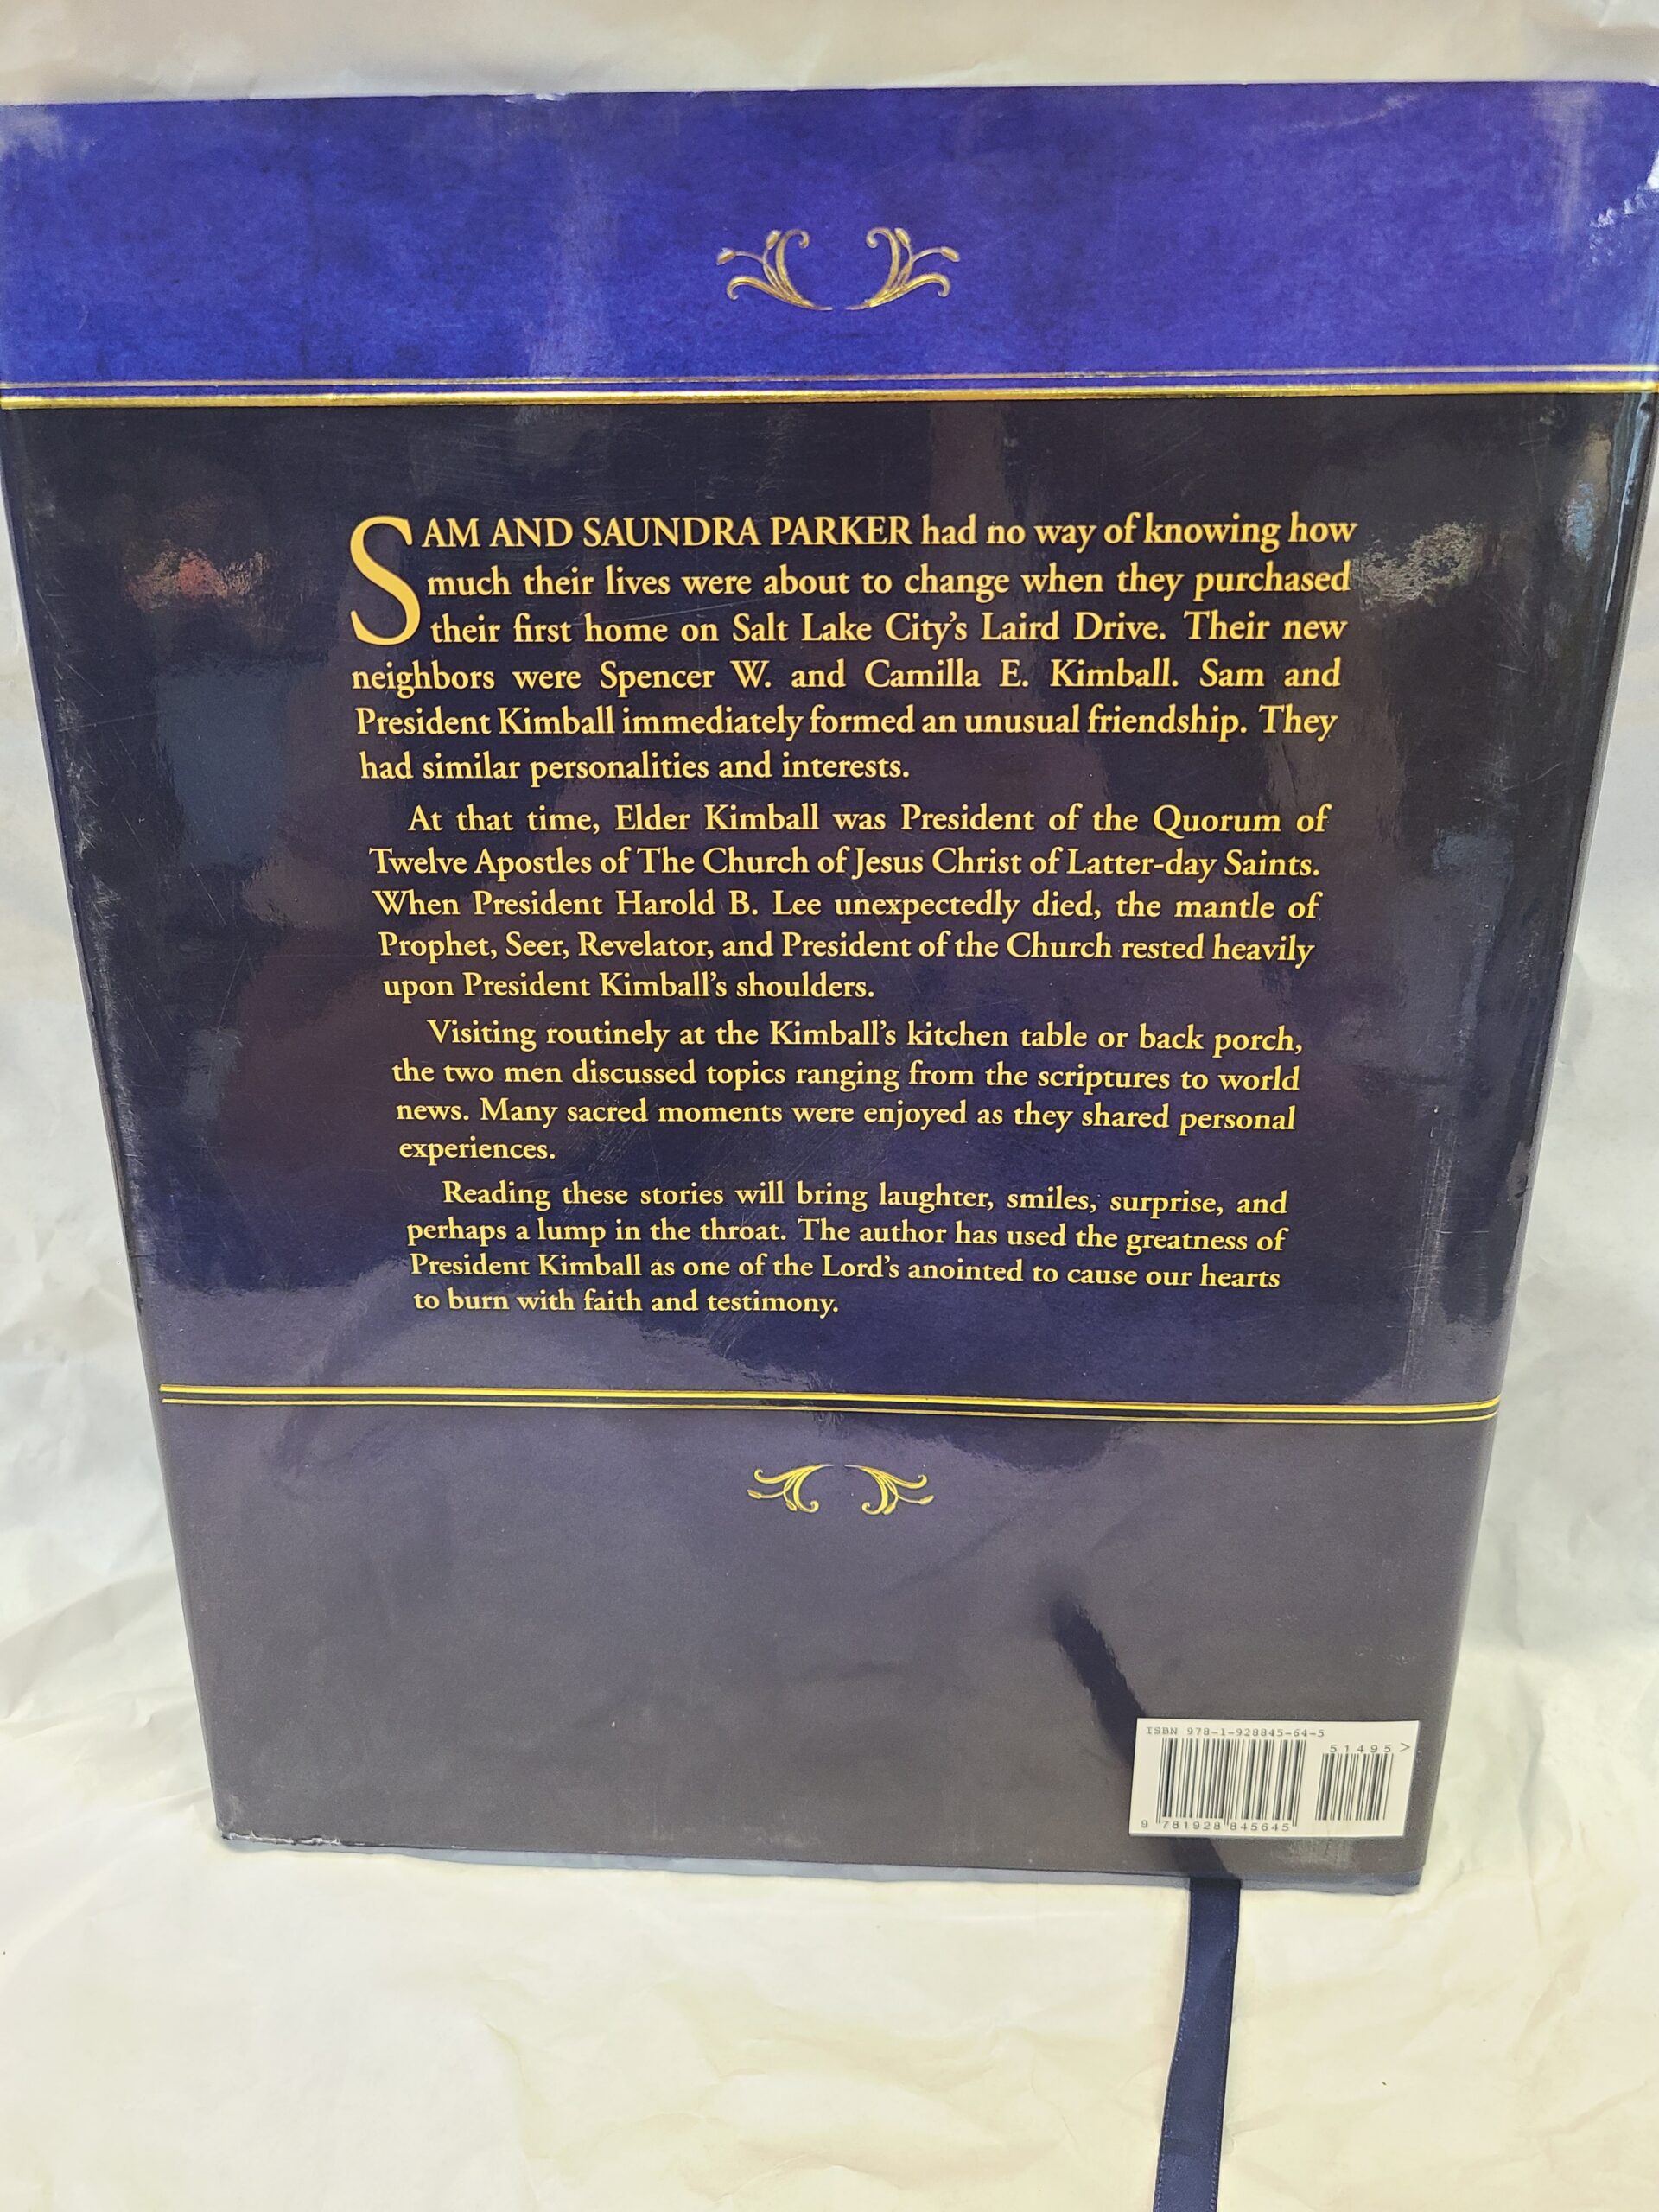 SAM AND SAUNDRA PARKER had no way of knowing how
much their lives were about to change when they purchased
their first home on Salt Lake City's Laird Drive. Their new
neighbors were Spencer W. and Camilla E. Kimball. Sam and
President Kimball immediately formed an unusual friendship. They
had similar personalities and interests.
At that time, Elder Kimball was President of the Quorum of
Twelve Apostles of The Church of Jesus Christ of Latter-day Saints.
When President Harold B. Lee unexpectedly died, the mantle of
Prophet, Seer, Revelator, and President of the Church rested heavily
upon President Kimball's shoulders.
Visiting routinely at the Kimball's kitchen table or back porch,
the two men discussed topics ranging from the scriptures to world
news. Many sacred moments were enjoyed as they shared personal
experiences.
Reading these stories will bring laughter, smiles, surprise, and
perhaps a lump in the throat. The author has used the greatness of
President Kimball as one of the Lord's anointed to cause our hearts
to burn with faith and testimony.
ISBN 978-1-928845-64-5
51495>
9 781928 845645